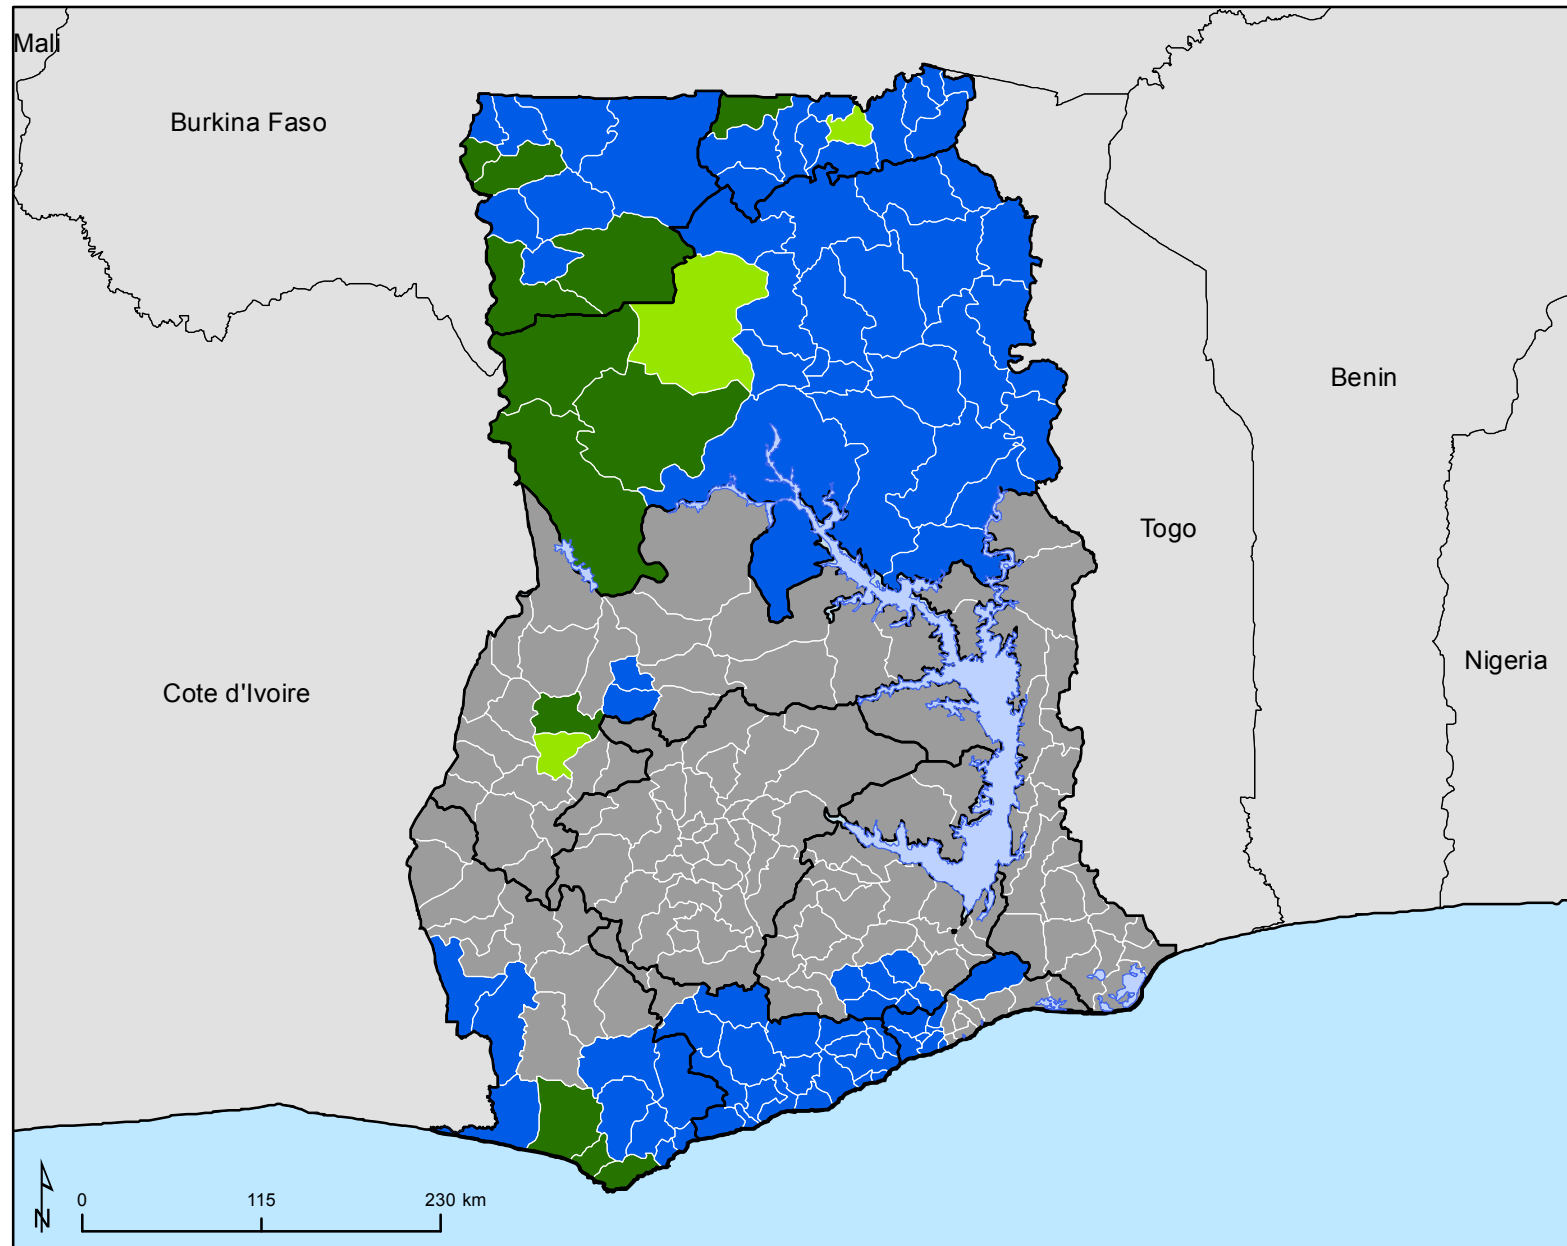 Mali
Burkina Faso
Benin
Togo
Nigeria
Cote d'Ivoire
N
0 115 230 km